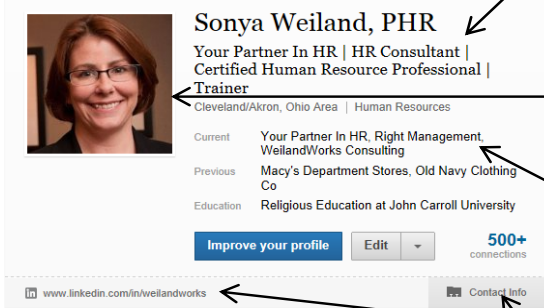 Sonya Weiland, PHR
Your Partner In HR | HR Consultant |
Certified Human Resource Professional |
Trainer
Cleveland/Akron, Ohio Area | Human Resources
Current Your Partner In HR, Right Management,
WeilandWorks Consulting
Previous Macy's Department Stores, Old Navy Clothing
Co
Education Religious Education at John Carroll University
Improve your profile Edit 500+
connections
in www.linkedin.com/in/weilandworks Contact Info